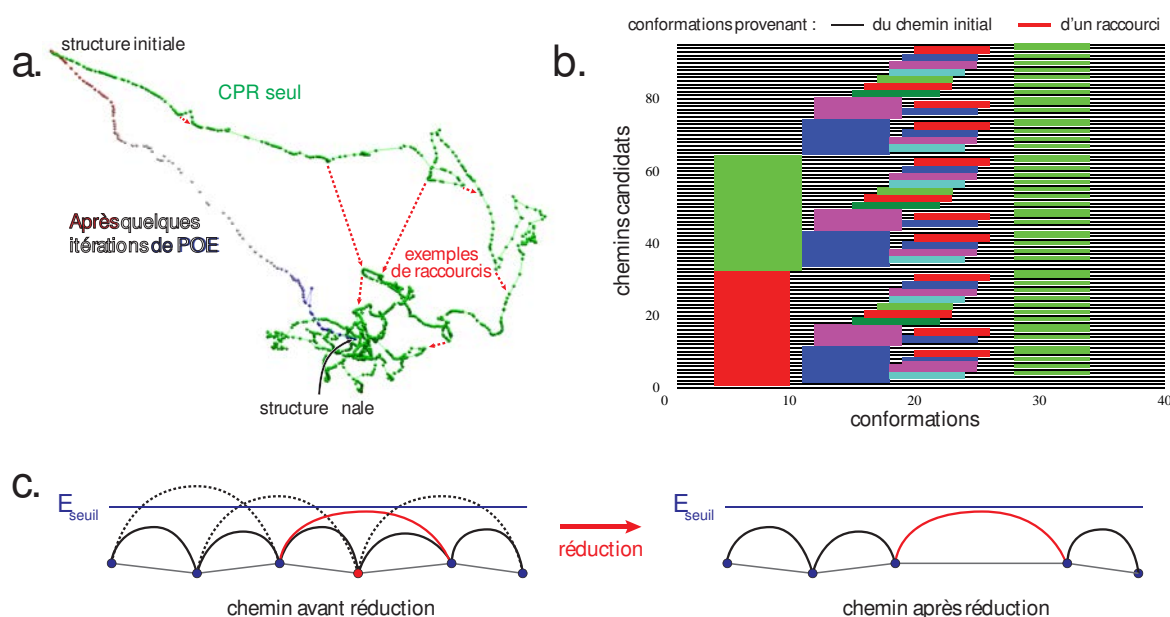 a.
structure initiale
CPR seul
Après quelques
itérations de POE
exemples
de raccourcis
structure nale
b.
conformations provenant : du chemin initial d'un raccourci
chemins candidats
80
60
40
20
0
0 10 20 30 40
conformations
c.
E seuil
réduction
E seuil
chemin avant réduction
chemin après réduction